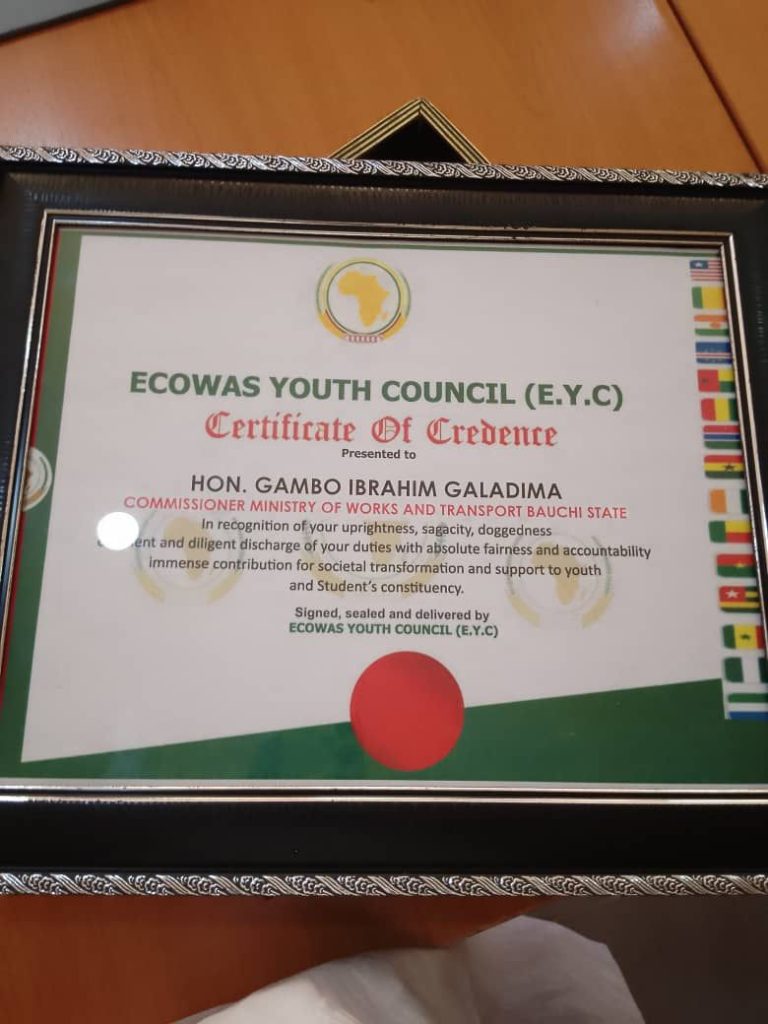 ECOWAS YOUTH COUNCIL (E.Y.C)
Certificate Of Credence
Presented to
HON. GAMBO IBRAHIM GALADIMA
COMMISSIONER MINISTRY OF WORKS AND TRANSPORT BAUCHI STATE
In recognition of your uprightness, sagacity, doggedness
and diligent discharge of your duties with absolute fairness and accountability
immense contribution for societal transformation and support to youth
and Student's constituency.
Signed, sealed and delivered by
ECOWAS YOUTH COUNCIL (E.Y.C)